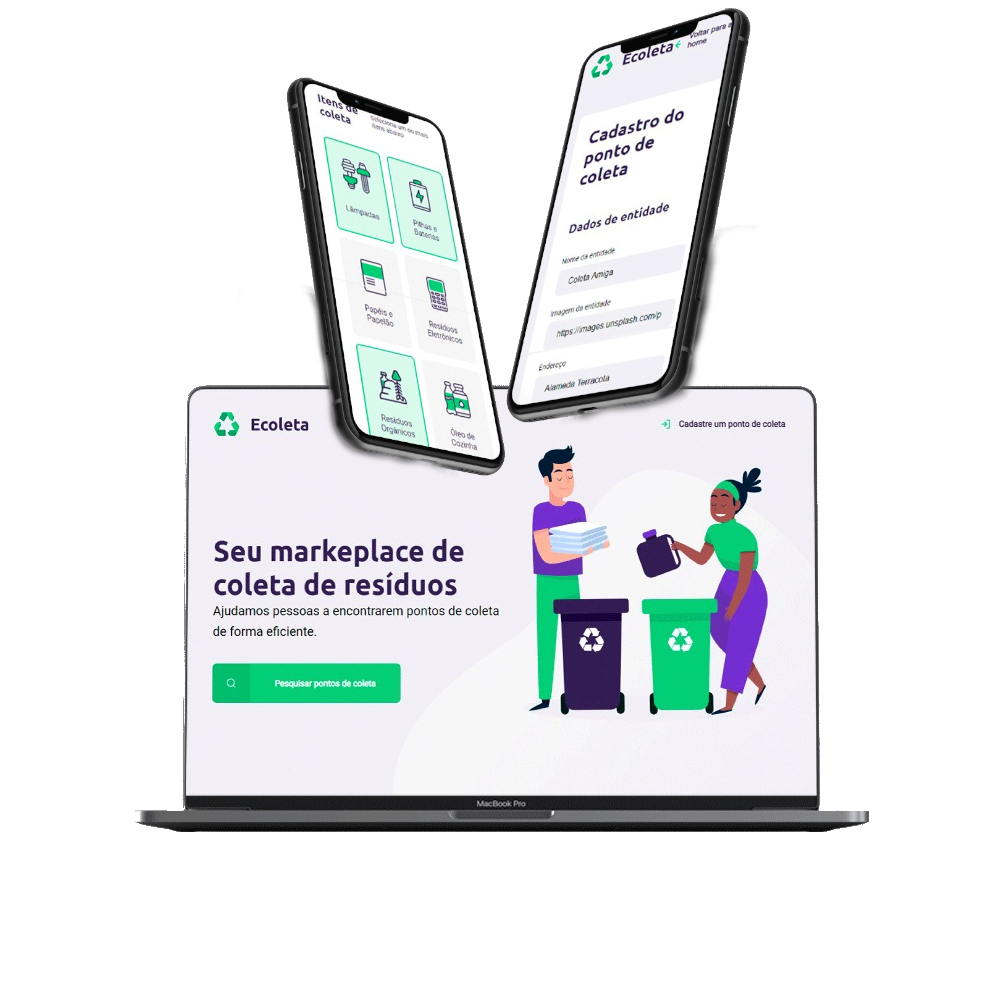 Itens de
coleta
Selecione um ou mais
itens abaixo
Lâmpadas
Pilhas e
Baterias
Papéis e
Papelão
Resíduos
Eletrônicos
Resíduos
Orgânicos
Óleo de
Cozinha
Ecoleta
Voltar para a
home
Cadastro do
ponto de
coleta
Dados de entidade
Nome da entidade
Coleta Amiga
Imagem da entidade
https://images.unsplash.com/p
Endereço
Alameda Terracota
Ecoleta
Cadastre um ponto de coleta
Seu markeplace de
coleta de resíduos
Ajudamos pessoas a encontrarem pontos de coleta
de forma eficiente.
Pesquisar pontos de coleta
MacBook Pro